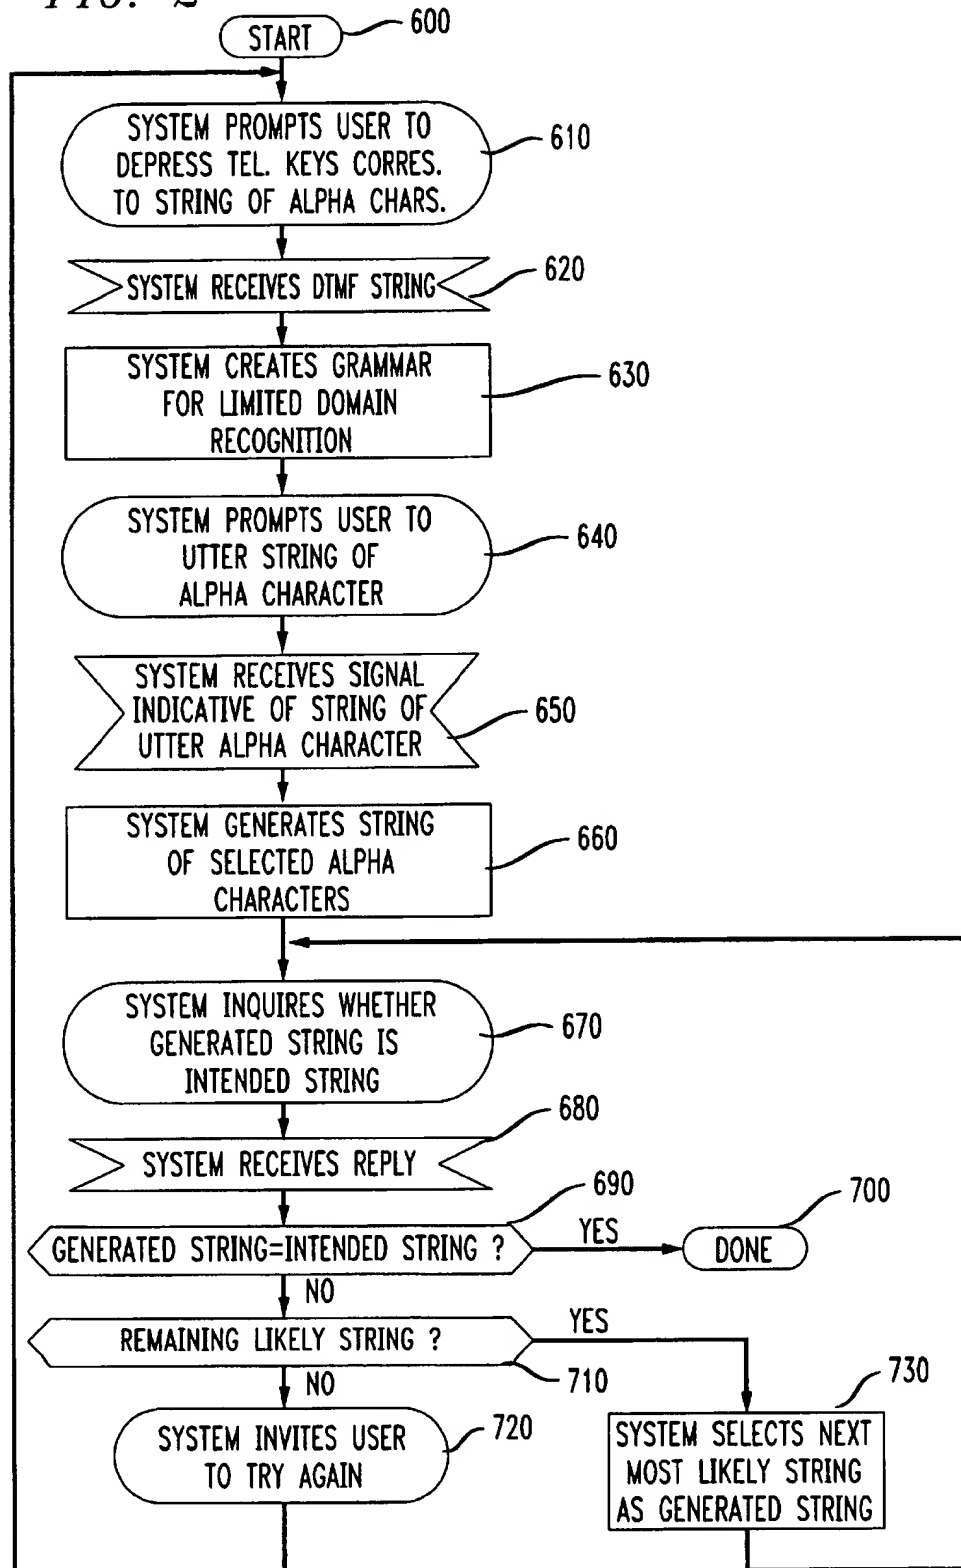 FIG. 2
START
600
SYSTEM PROMPTS USER TO
DEPRESS TEL. KEYS CORRES.
TO STRING OF ALPHA CHARS.
610
SYSTEM RECEIVES DTMF STRING
620
SYSTEM CREATES GRAMMAR
FOR LIMITED DOMAIN
RECOGNITION
630
SYSTEM PROMPTS USER TO
UTTER STRING OF
ALPHA CHARACTER
640
SYSTEM RECEIVES SIGNAL
INDICATIVE OF STRING OF
UTTER ALPHA CHARACTER
650
SYSTEM GENERATES STRING
OF SELECTED ALPHA
CHARACTERS
660
SYSTEM INQUIRES WHETHER
GENERATED STRING IS
INTENDED STRING
670
SYSTEM RECEIVES REPLY
680
GENERATED STRING=INTENDED STRING ?
690
YES
DONE
700
NO
REMAINING LIKELY STRING ?
710
YES
NO
SYSTEM INVITES USER
TO TRY AGAIN
720
SYSTEM SELECTS NEXT
MOST LIKELY STRING
AS GENERATED STRING
730